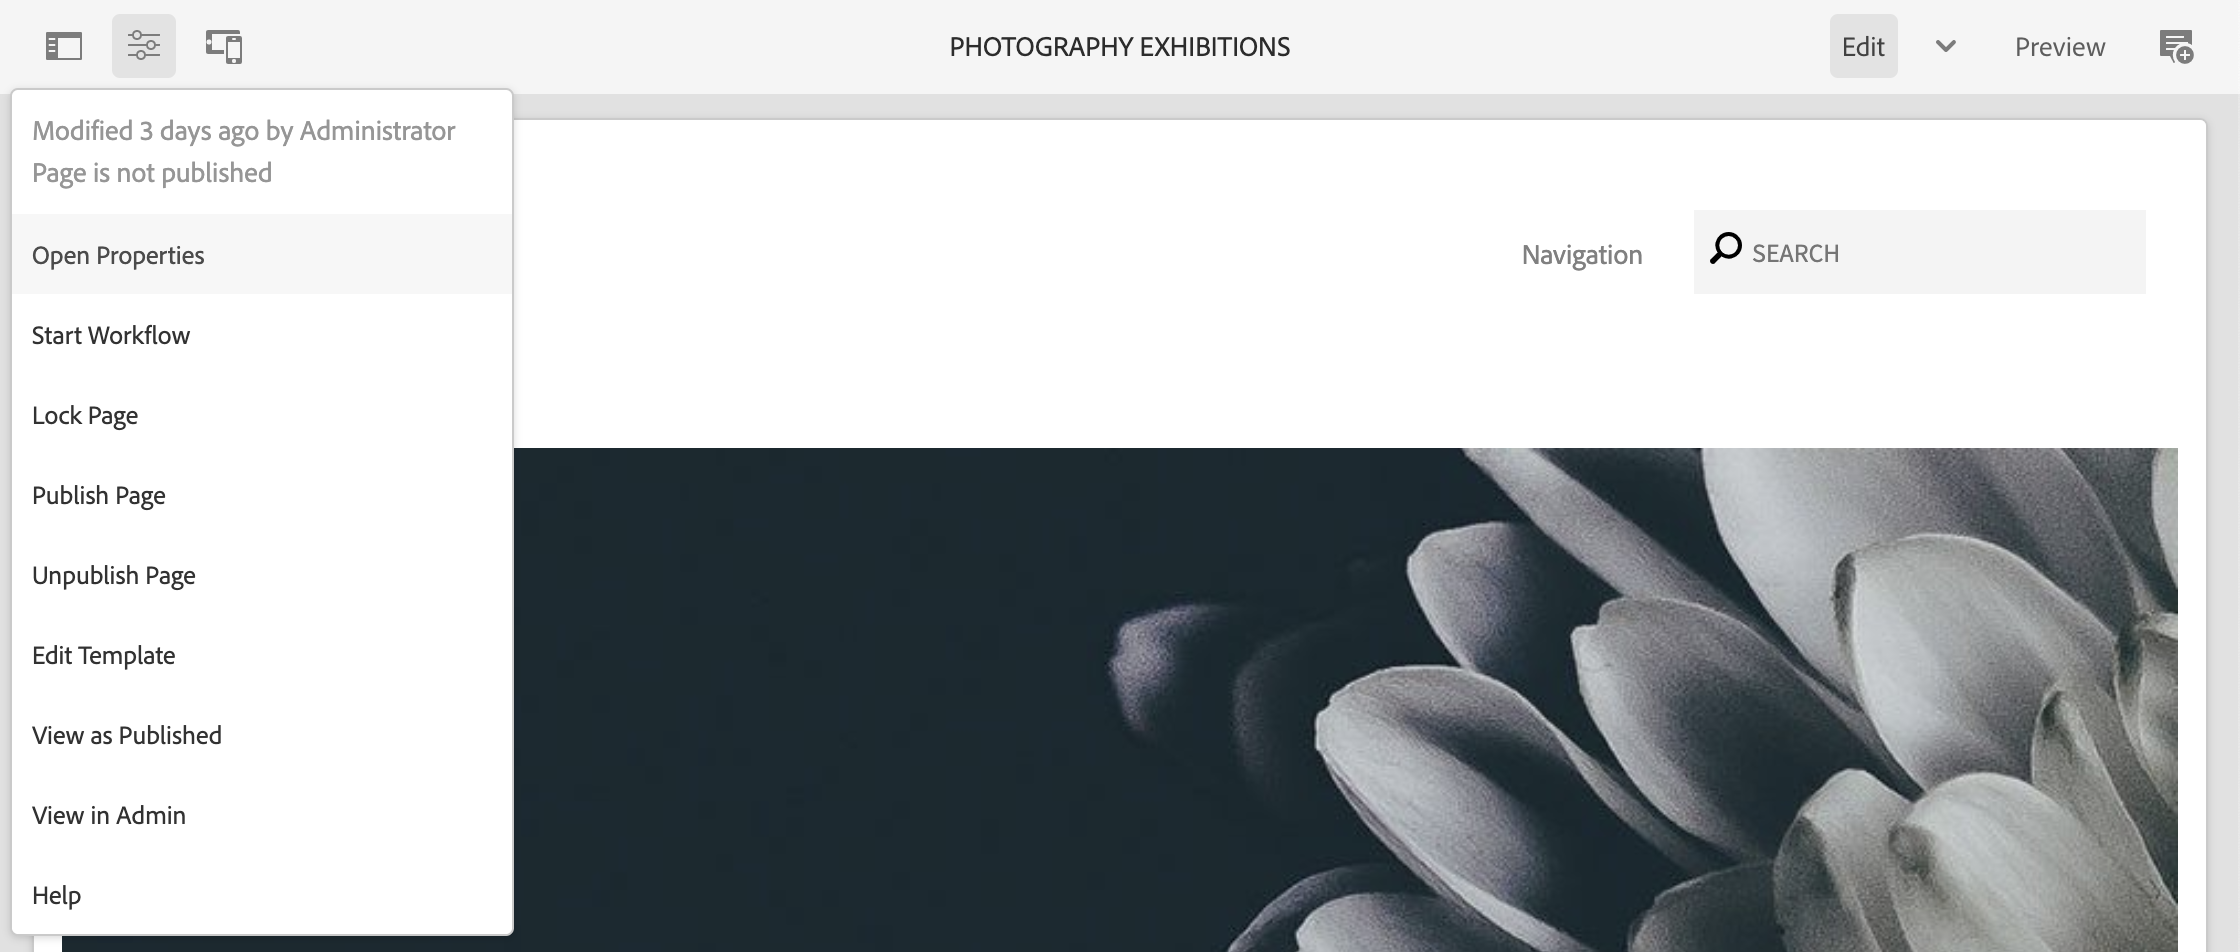 PHOTOGRAPHY EXHIBITIONS
Edit
Preview
Modified 3 days ago by Administrator
Page is not published
Open Properties
Start Workflow
Lock Page
Publish Page
Unpublish Page
Edit Template
View as Published
View in Admin
Help
Navigation
SEARCH